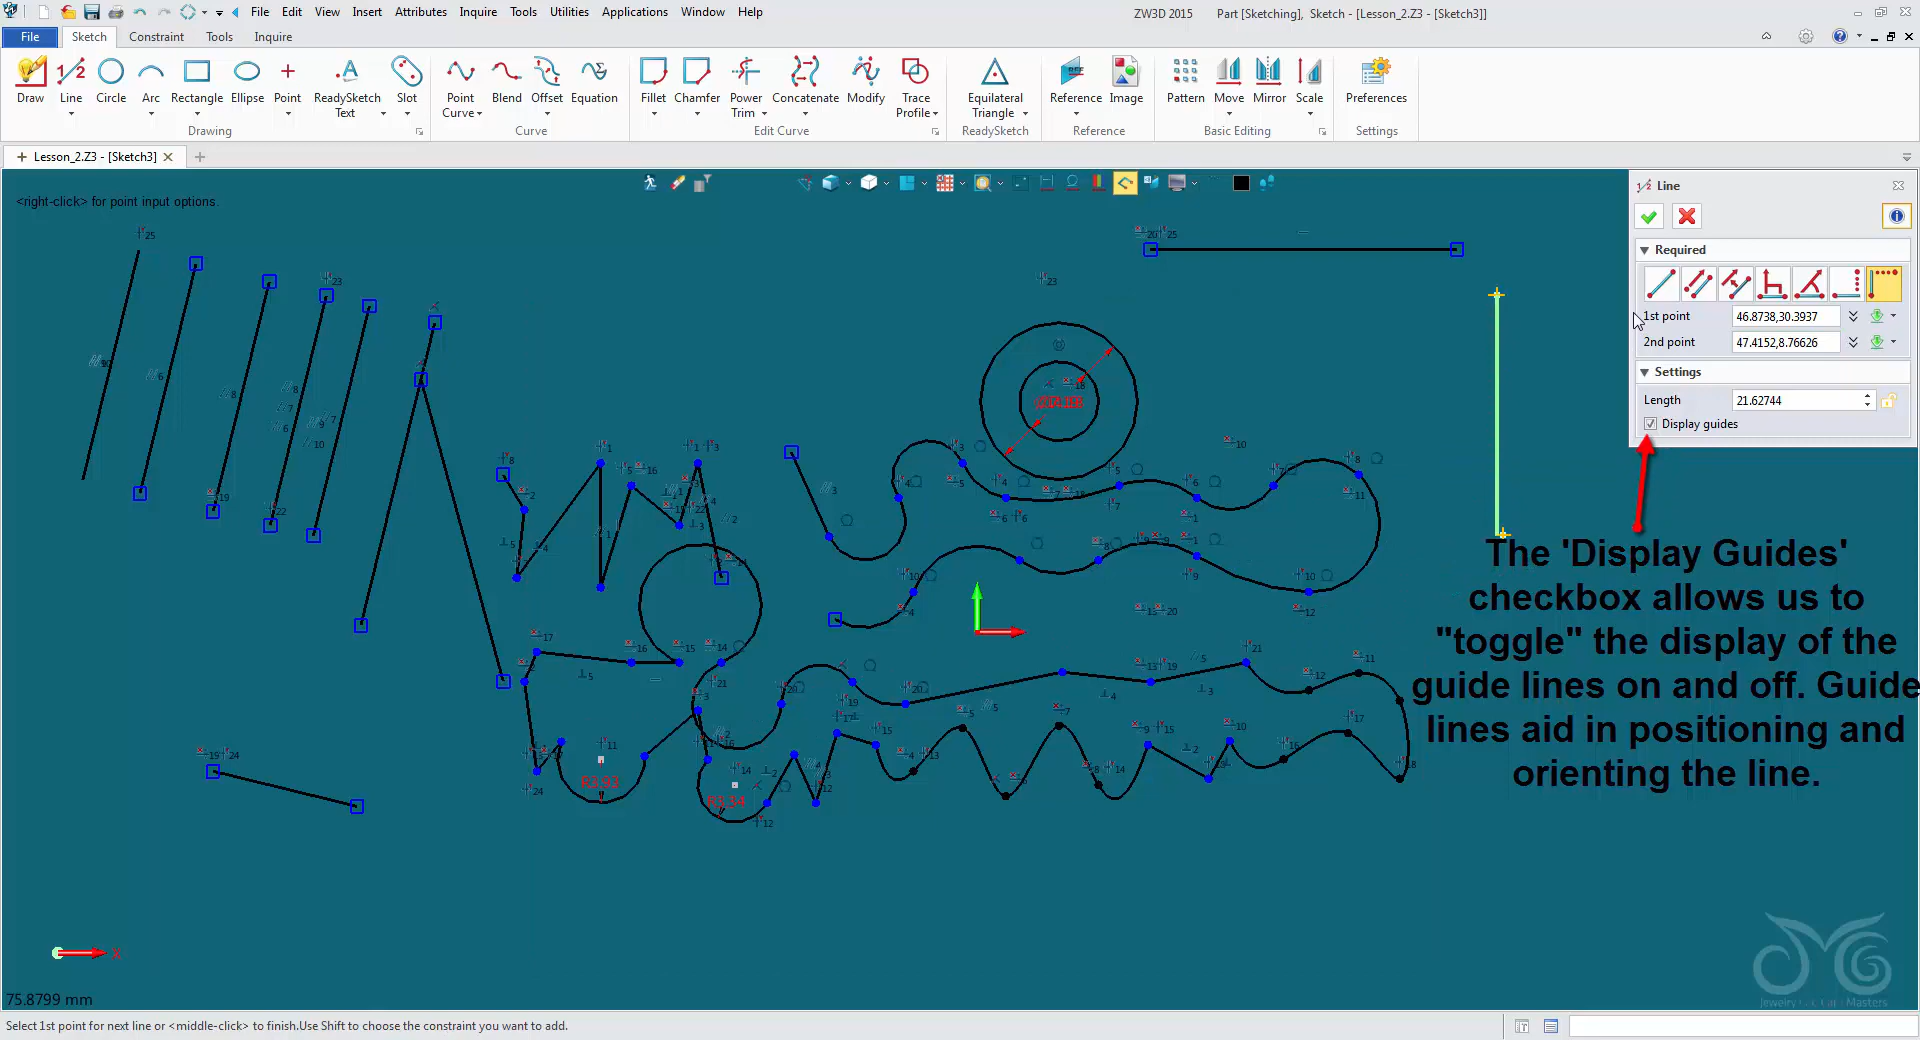 File Edit View Insert Attributes Inquire Tools Utilities Applications Window Help
ZW3D 2015 Part [Sketching], Sketch - [Lesson_2.Z3 - [Sketch3]]
File Sketch Constraint Tools Inquire
Draw Line Circle Arc Rectangle Ellipse Point ReadySketch Text Slot
Point Curve Blend Offset Equation
Fillet Chamfer Power Trim Concatenate Modify Trace Profile
Equilateral Triangle Reference Image
Pattern Move Mirror Scale Preferences
Drawing Curve Edit Curve ReadySketch Reference Basic Editing Settings
Lesson_2.Z3 - [Sketch3]
<right-click> for point input options.
Line
Required
1st point 46.8738,30.3937
2nd point 47.4152,8.76626
Settings
Length 21.62744
Display guides
The 'Display Guides'
checkbox allows us to
"toggle" the display of the
guide lines on and off. Guide
lines aid in positioning and
orienting the line.
R3.93
R3.54
X
75.8799 mm
Select 1st point for next line or <middle-click> to finish.Use Shift to choose the constraint you want to add.